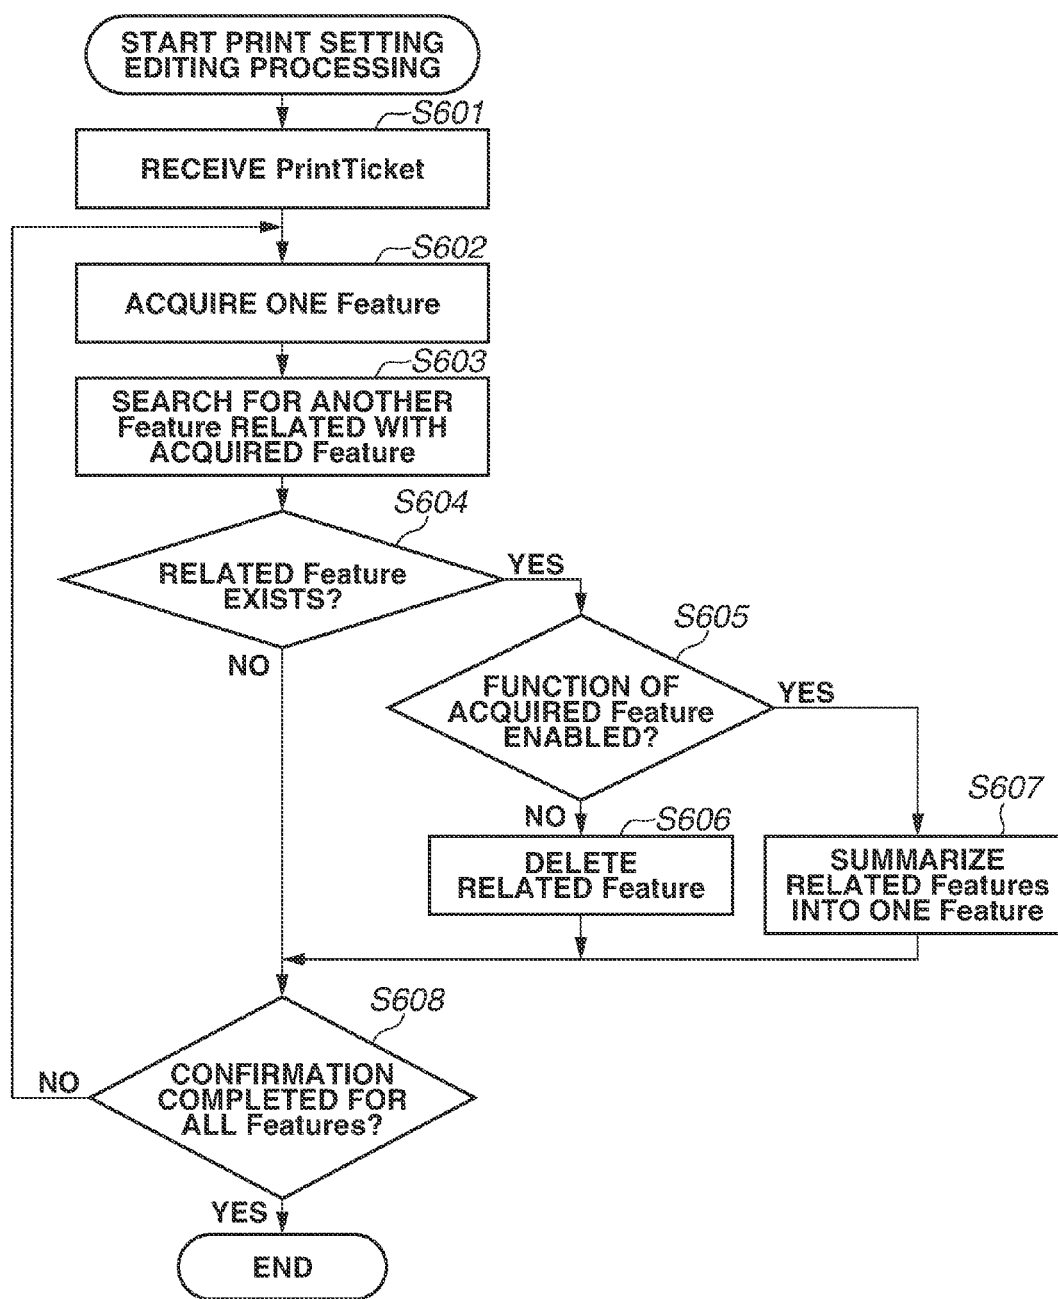 START PRINT SETTING
EDITING PROCESSING
S601
RECEIVE PrintTicket
S602
ACQUIRE ONE Feature
S603
SEARCH FOR ANOTHER
Feature RELATED WITH
ACQUIRED Feature
S604
RELATED Feature
EXISTS?
YES
NO
S605
FUNCTION OF
ACQUIRED Feature
ENABLED?
YES
NO
S606
DELETE
RELATED Feature
S607
SUMMARIZE
RELATED Features
INTO ONE Feature
S608
CONFIRMATION
COMPLETED FOR
ALL Features?
NO
YES
END